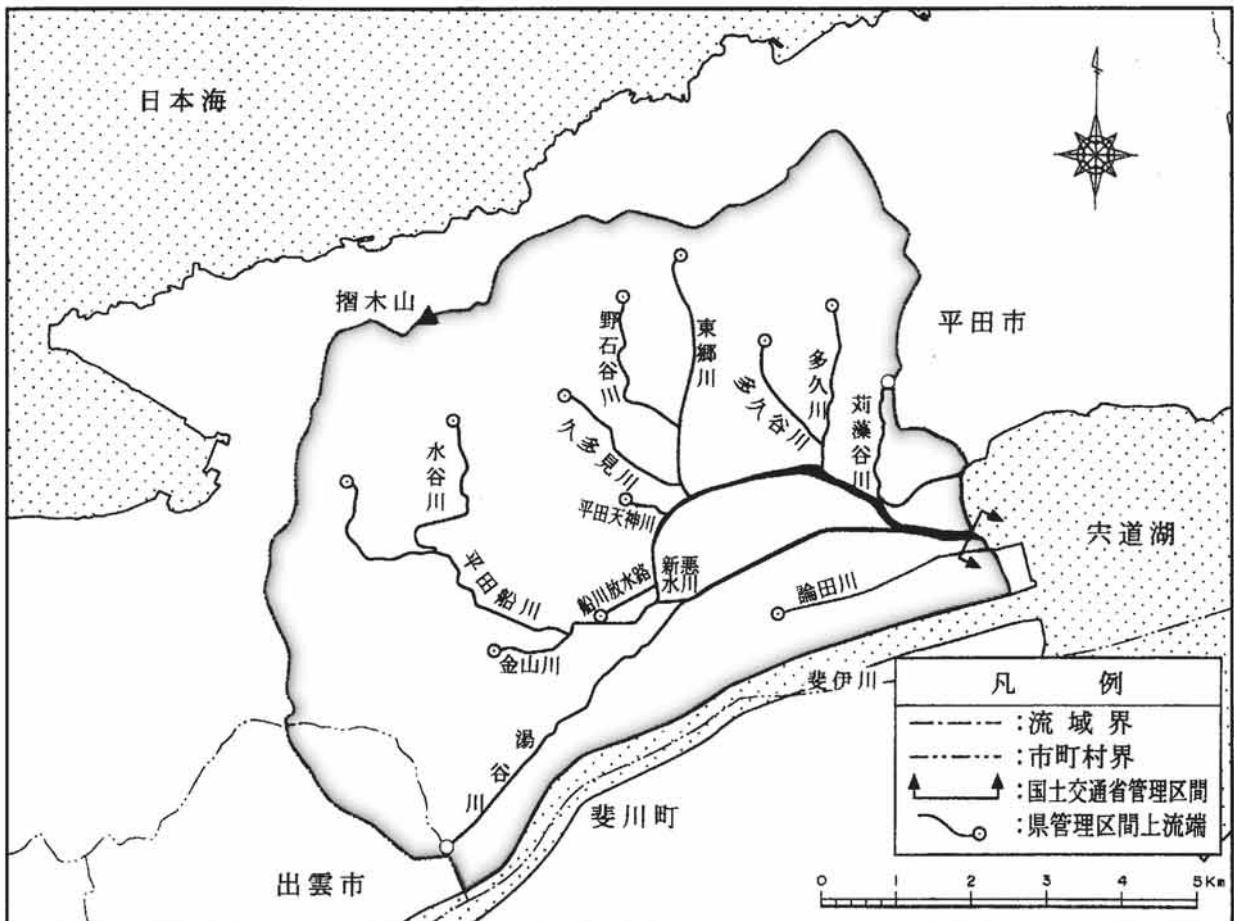 日本海
摺木山
平田市
野石谷川
東郷川
多久谷川
多久川
苅藻谷川
久多見川
水谷川
平田天神川
宍道湖
平田船川
船川放水路
新悪水川
論田川
金山川
斐伊川
湯谷川
斐川町
出雲市
凡 例
:流域界
:市町村界
:国土交通省管理区間
:県管理区間上流端
0 1 2 3 4 5Km